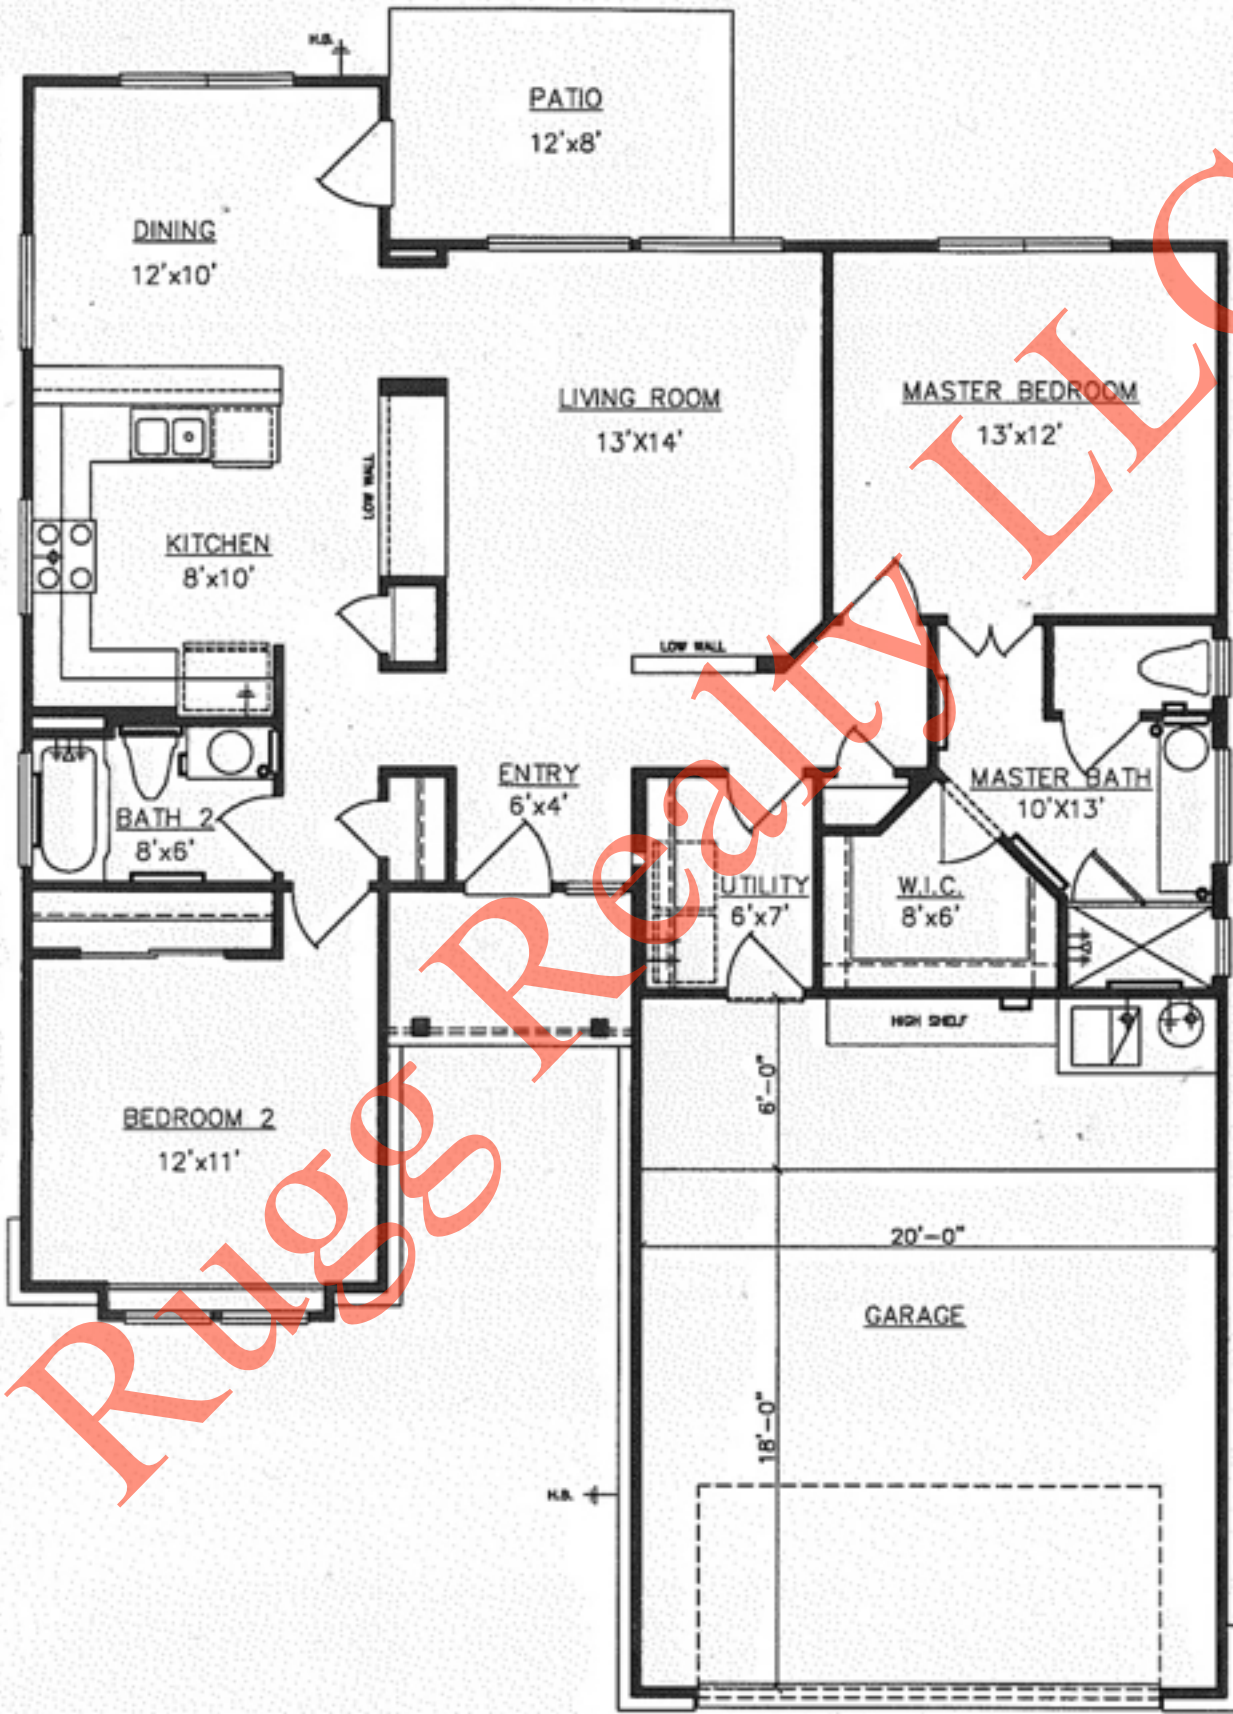 H.B.
PATIO
12'x8'
DINING
12'x10'
LIVING ROOM
13'X14'
MASTER BEDROOM
13'x12'
LOW WALL
KITCHEN
8'x10'
LOW WALL
ENTRY
6'x4'
MASTER BATH
10'X13'
BATH 2
8'x6'
UTILITY
6'x7'
W.I.C.
8'x6'
HIGH SHELF
6'-0"
BEDROOM 2
12'x11'
20'-0"
GARAGE
18'-0"
H.B.
Rugg Realty LLC